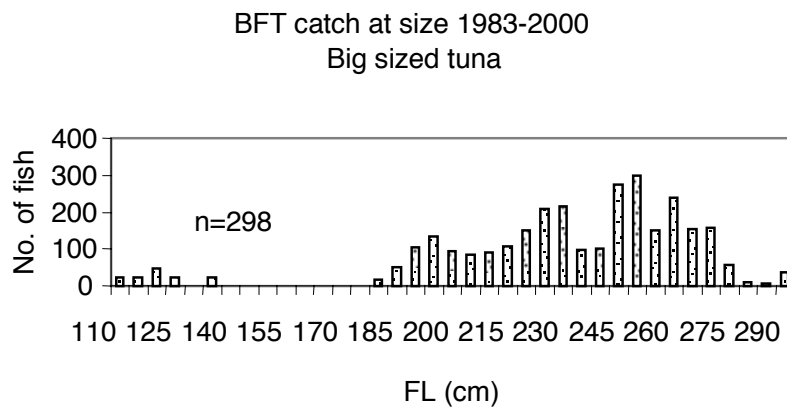 BFT catch at size 1983-2000
Big sized tuna
400
300
200
100
0
No. of fish
n=298
110 125 140 155 170 185 200 215 230 245 260 275 290
FL (cm)